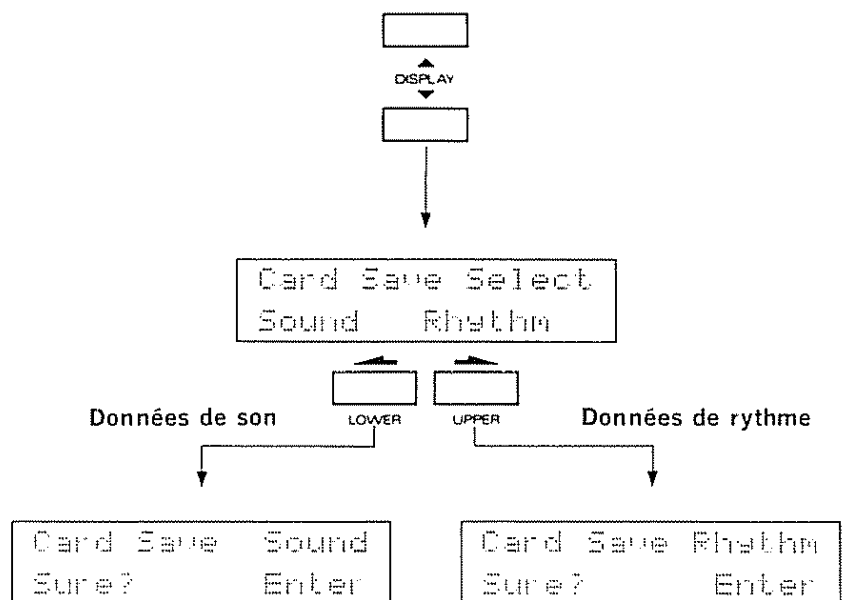 DISPLAY
Card Save Select
Sound Rhythm
LOWER UPPER
Données de son Données de rythme
Card Save Sound
Sure? Enter
Card Save Rhythm
Sure? Enter